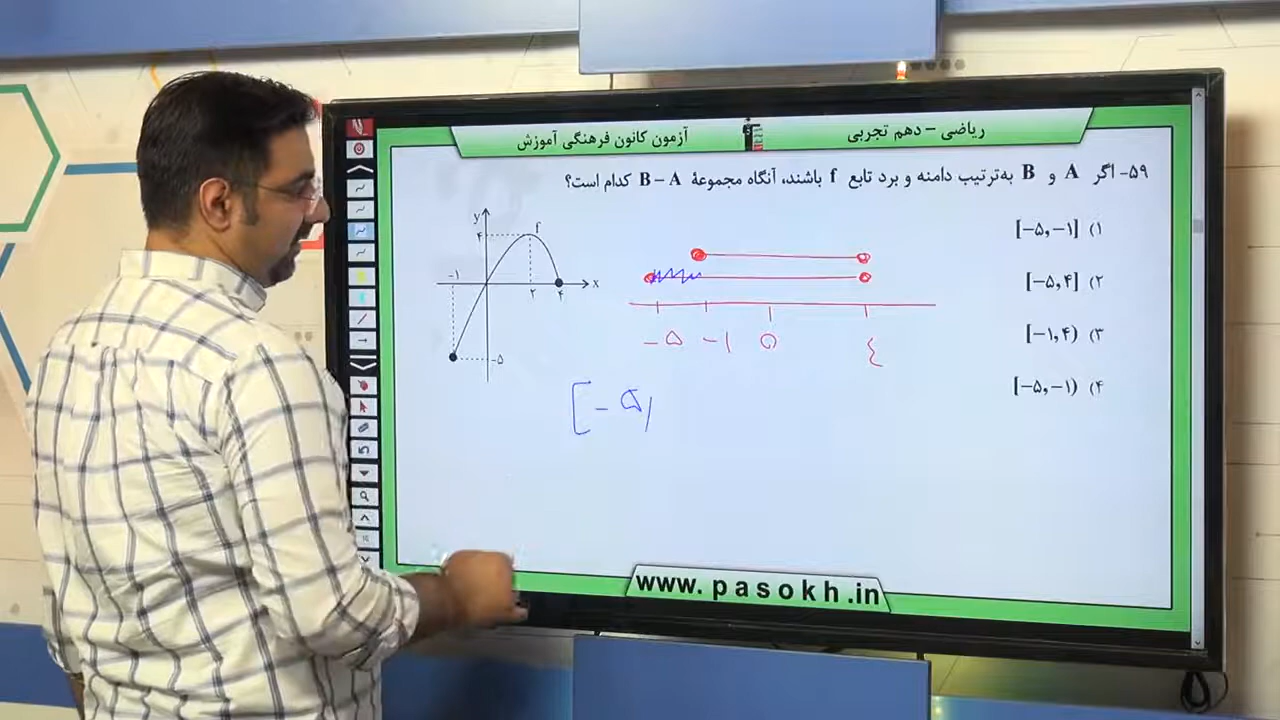 ریاضی – دهم تجربی
آزمون کانون فرهنگی آموزش
۵۹- اگر A و B به‌ترتیب دامنه و برد تابع f باشند، آنگاه مجموعهٔ B – A کدام است؟
۱) [–۵,–۱]
۲) [–۵,۴]
۳) [–۱,۴)
۴) [–۵,–۱)
y
۴
f
–۱
۲
۴
x
–۵
–۵ –۱ ۰ ۴
[–۵,
www.pasokh.in